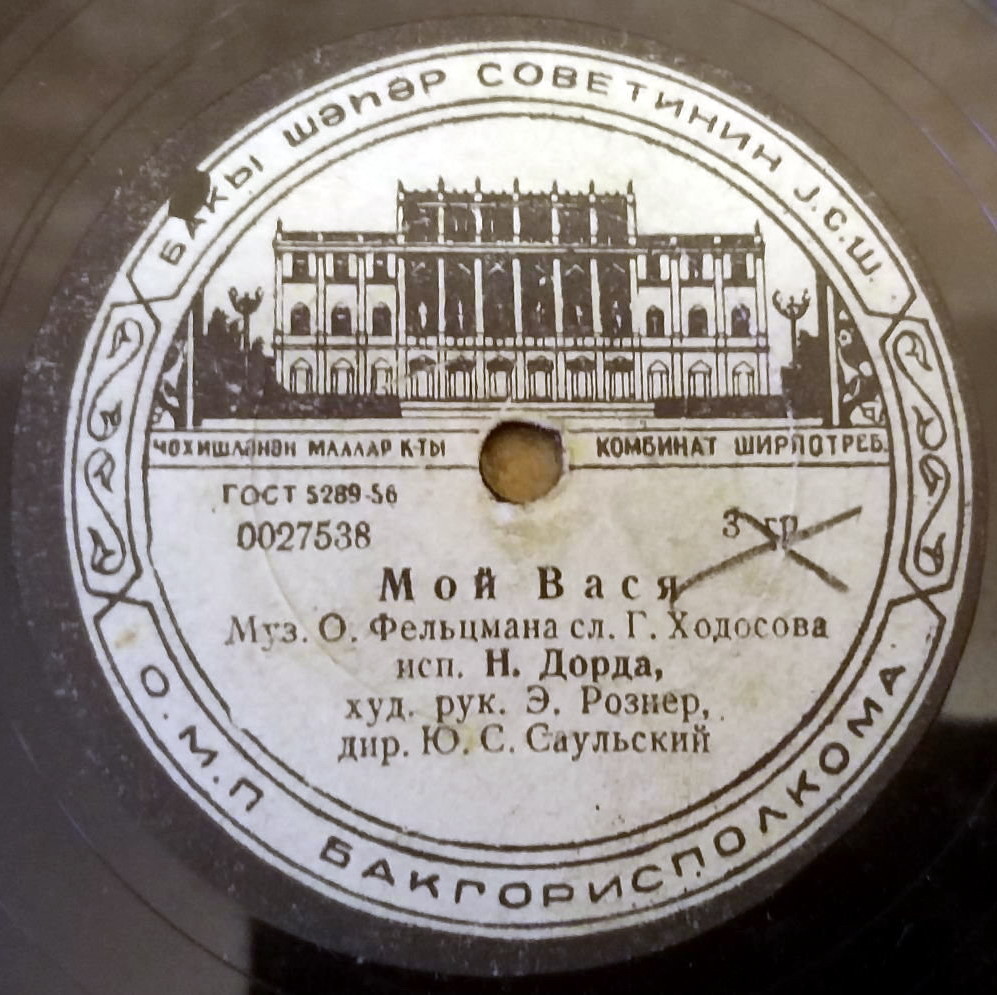 БАКЫ ШӘҺӘР СОВЕТИНИН Ј.С.Ш.
ЧОХИШЛӘНӘН МАЛЛАР К-ТЫ
КОМБИНАТ ШИРПОТРЕБ.
ГОСТ 5289-56
0027538
3 гр
Мой Вася
Муз. О. Фельцмана сл. Г. Ходосова
исп. Н. Дорда,
худ. рук. Э. Рознер,
дир. Ю. С. Саульский
О.М.П БАКГОРИСПОЛКОМА